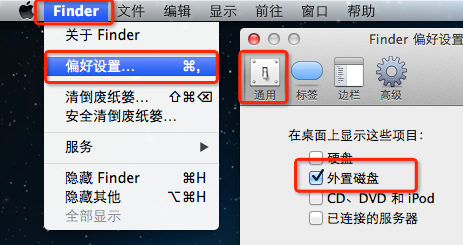 Finder 文件 编辑 显示 前往 窗口 帮助
关于 Finder
偏好设置... ⌘,
清倒废纸篓... ⇧⌘⌫
安全清倒废纸篓...
服务
隐藏 Finder ⌘H
隐藏其他 ⌥⌘H
全部显示
Finder 偏好设置
通用 标签 边栏 高级
在桌面上显示这些项目:
硬盘
外置磁盘
CD、DVD 和 iPod
已连接的服务器